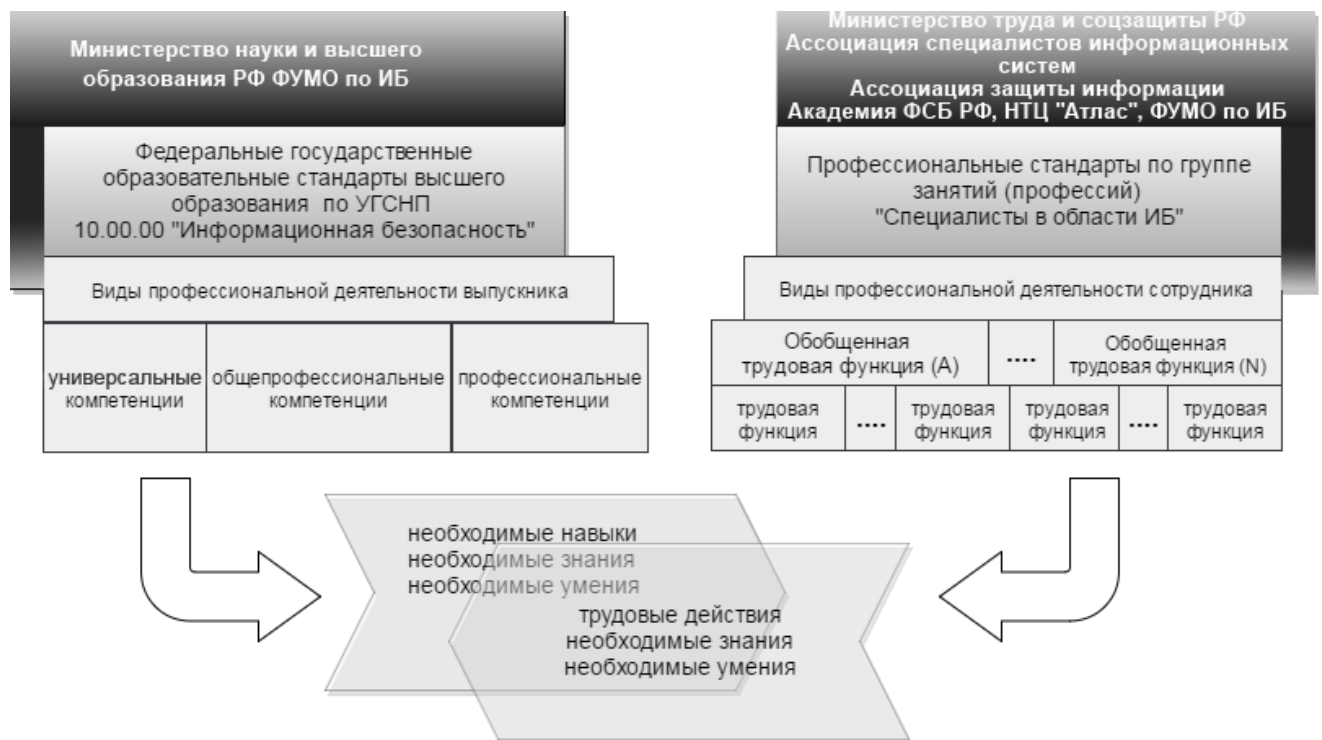 Министерство науки и высшего
образования РФ ФУМО по ИБ
Федеральные государственные
образовательные стандарты высшего
образования по УГСНП
10.00.00 "Информационная безопасность"
Виды профессиональной деятельности выпускника
универсальные
компетенции
общепрофессиональные
компетенции
профессиональные
компетенции
Министерство труда и соцзащиты РФ
Ассоциация специалистов информационных
систем
Ассоциация защиты информации
Академия ФСБ РФ, НТЦ "Атлас", ФУМО по ИБ
Профессиональные стандарты по группе
занятий (профессий)
"Специалисты в области ИБ"
Виды профессиональной деятельности сотрудника
Обобщенная
трудовая функция (А)
....
Обобщенная
трудовая функция (N)
трудовая
функция
....
трудовая
функция
трудовая
функция
....
трудовая
функция
необходимые навыки
необходимые знания
необходимые умения
трудовые действия
необходимые знания
необходимые умения